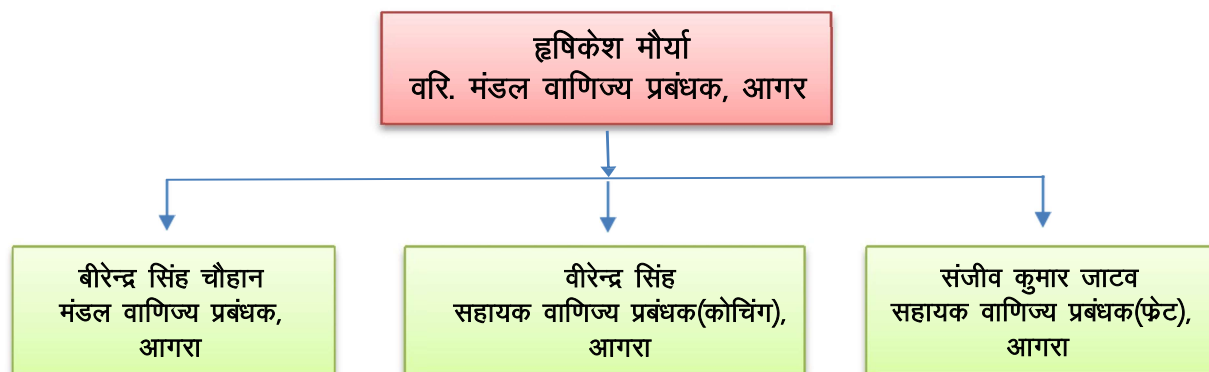 हृषिकेश मौर्या
वरि. मंडल वाणिज्य प्रबंधक, आगर
बीरेन्द्र सिंह चौहान
मंडल वाणिज्य प्रबंधक,
आगरा
वीरेन्द्र सिंह
सहायक वाणिज्य प्रबंधक(कोचिंग),
आगरा
संजीव कुमार जाटव
सहायक वाणिज्य प्रबंधक(फ्रेट),
आगरा